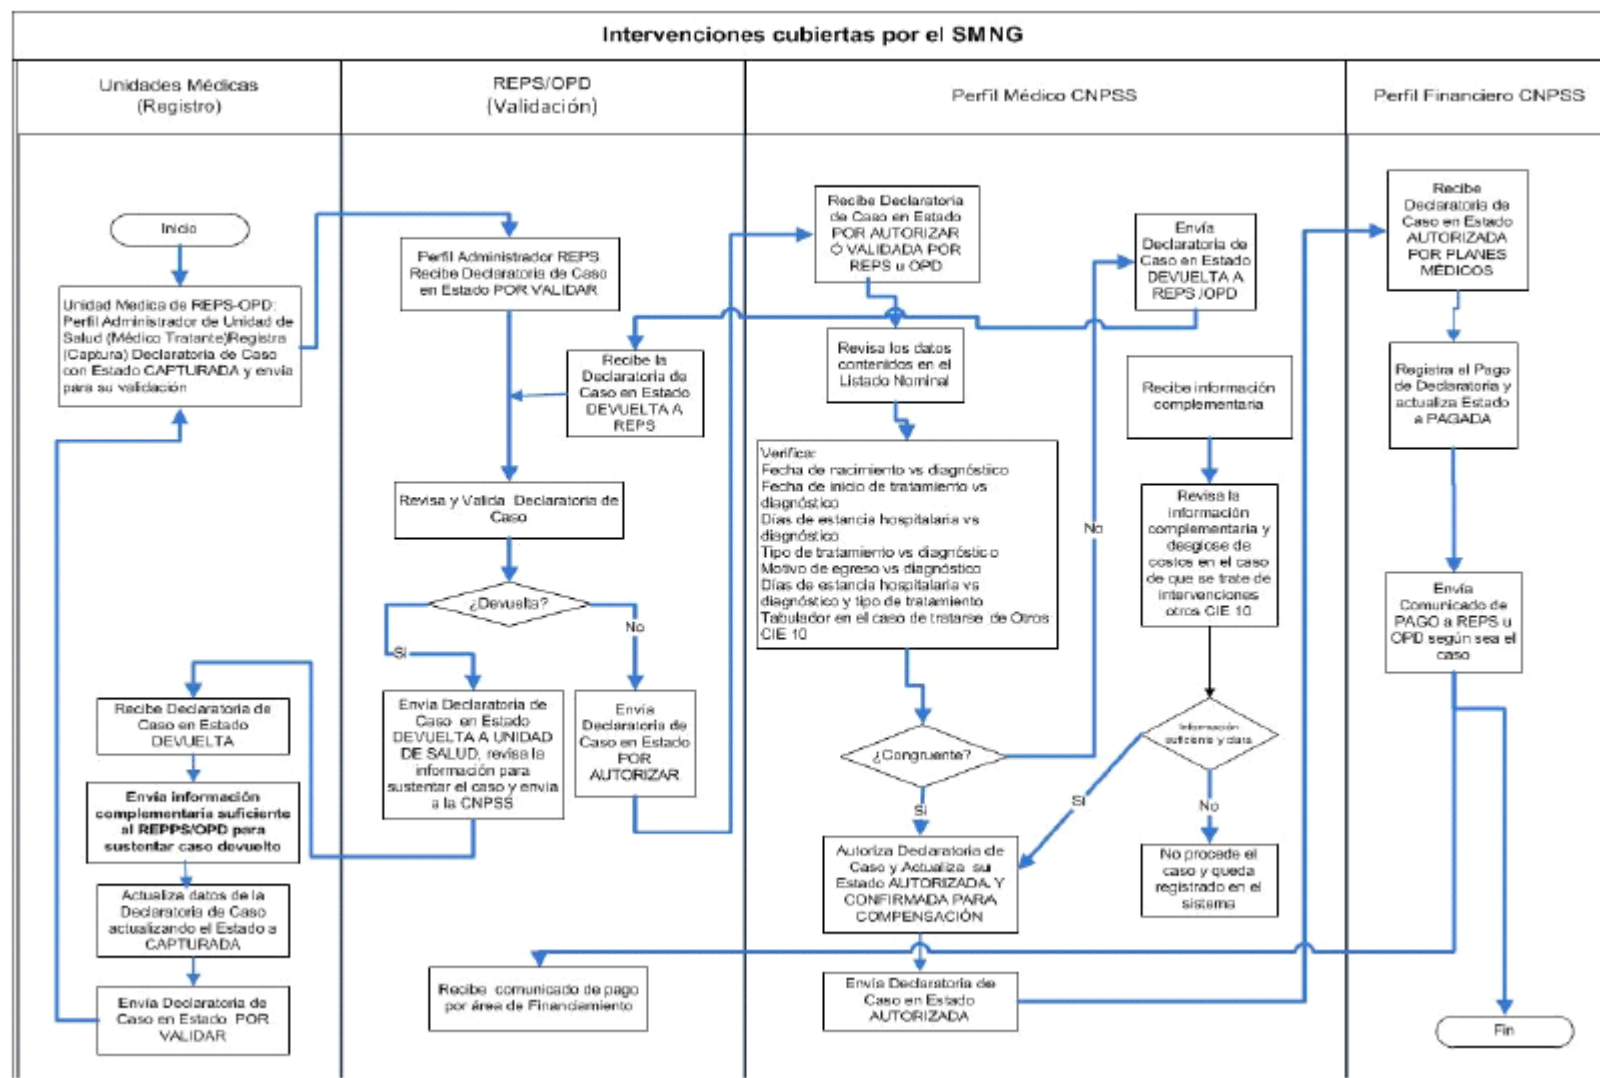 Intervenciones cubiertas por el SMNG
Unidades Médicas
(Registro)
REPS/OPD
(Validación)
Perfil Médico CNPSS
Perfil Financiero CNPSS
Inicio
Unidad Medica de REPS-OPD:
Perfil Administrador de Unidad de
Salud (Médico Tratante)Registra
(Captura) Declaratoria de Caso
con Estado CAPTURADA y envia
para su validación
Recibe Declaratoria de
Caso en Estado
DEVUELTA
Envía información
complementaria suficiente
al REPPS/OPD para
sustentar caso devuelto
Actualiza datos de la
Declaratoria de Caso
actualizando el Estado a
CAPTURADA
Envía Declaratoria de
Caso en Estado POR
VALIDAR
Perfil Administrador REPS
Recibe Declaratoria de Caso
en Estado POR VALIDAR
Recibe la
Declaratoria de
Caso en Estado
DEVUELTA A
REPS
Revisa y Valida Declaratoria de
Caso
¿Devuelta?
Si
No
Envía Declaratoria de
Caso en Estado
DEVUELTA A UNIDAD
DE SALUD, revisa la
información para
sustentar el caso y envía
a la CNPSS
Envía
Declaratoria de
Caso en Estado
POR
AUTORIZAR
Recibe comunicado de pago
por área de Financiamiento
Recibe Declaratoria
de Caso en Estado
POR AUTORIZAR
Ó VALIDADA POR
REPS u OPD
Revisa los datos
contenidos en el
Listado Nominal
Verifica:
Fecha de nacimiento vs diagnóstico
Fecha de inicio de tratamiento vs
diagnóstico
Días de estancia hospitalaria vs
diagnóstico
Tipo de tratamiento vs diagnóstico
Motivo de egreso vs diagnóstico
Días de estancia hospitalaria vs
diagnóstico y tipo de tratamiento
Tabulador en el caso de tratarse de Otros
CIE 10
¿Congruente?
No
Si
Autoriza Declaratoria de
Caso y Actualiza su
Estado AUTORIZADA. Y
CONFIRMADA PARA
COMPENSACIÓN
Envía Declaratoria de
Caso en Estado
AUTORIZADA
Envía
Declaratoria de
Caso en Estado
DEVUELTA A
REPS /OPD
Recibe información
complementaria
Revisa la
información
complementaria y
desglose de
costos en el caso
de que se trate de
intervenciones
otros CIE 10
Información
suficiente y clara
Si
No
No procede el
caso y queda
registrado en el
sistema
Recibe
Declaratoria de
Caso en Estado
AUTORIZADA
POR PLANES
MÉDICOS
Registra el Pago
de Declaratoria y
actualiza Estado
a PAGADA
Envía
Comunicado de
PAGO a REPS u
OPD según sea el
caso
Fin